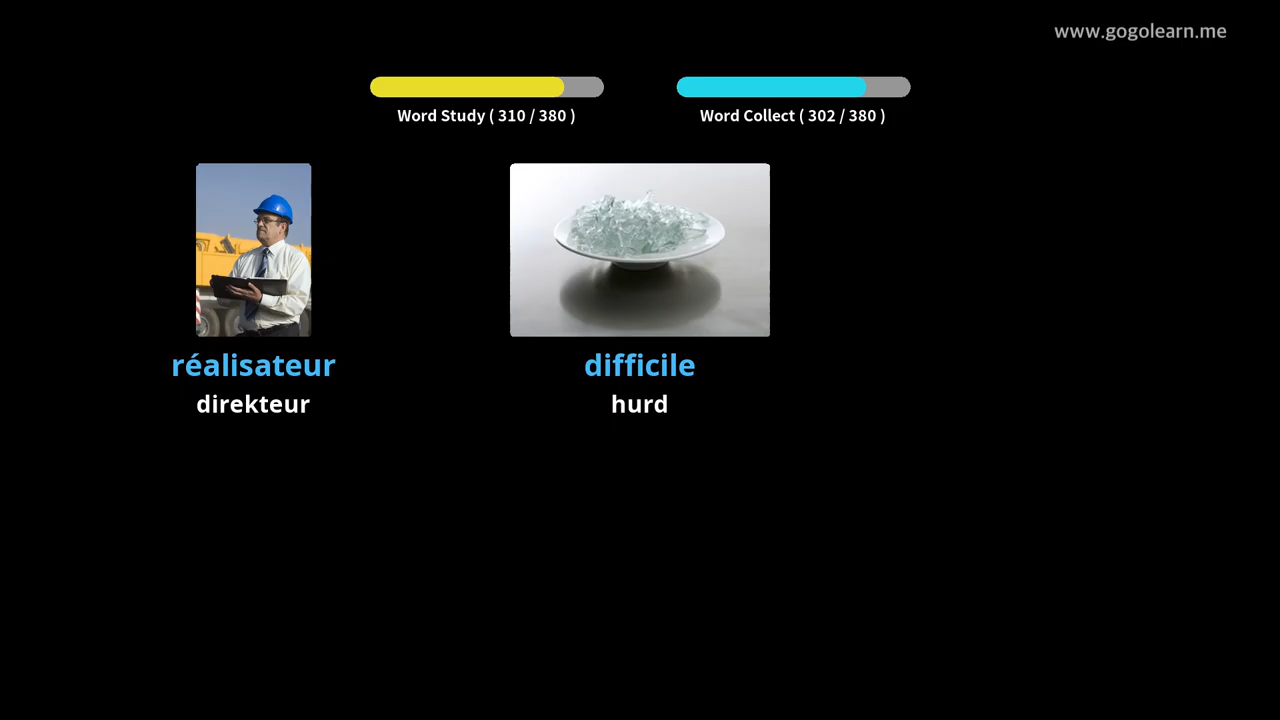 www.gogolearn.me
Word Study ( 310 / 380 )
Word Collect ( 302 / 380 )
réalisateur
direkteur
difficile
hurd